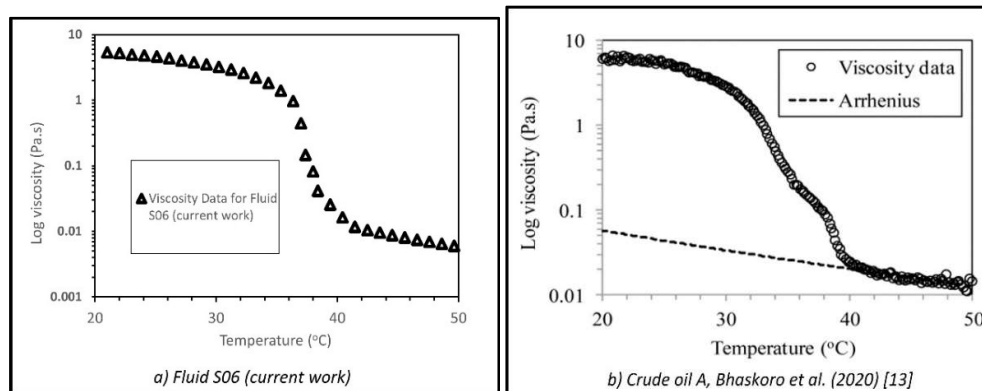 10
1
0.1
0.01
0.001
Log viscosity (Pa.s)
Viscosity Data for Fluid
S06 (current work)
20
30
40
50
Temperature (°C)
a) Fluid S06 (current work)
10
1
0.1
0.01
Log viscosity (Pa.s)
Viscosity data
Arrhenius
20
30
40
50
Temperature (°C)
b) Crude oil A, Bhaskoro et al. (2020) [13]